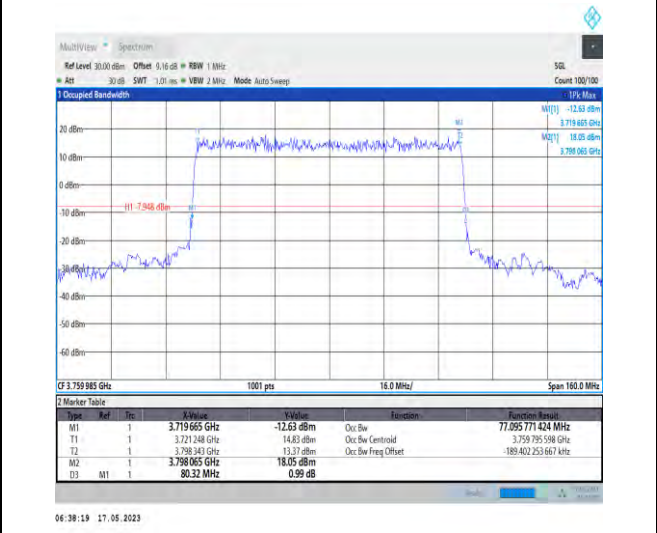 MultiView Spectrum
Ref Level 30.00 dBm Offset 9.16 dB RBW 1 MHz SGL
Att 30 dB SWT 1.01 ms VBW 2 MHz Mode Auto Sweep Count 100/100
1 Occupied Bandwidth 1Pk Max
M1[1] -12.63 dBm
3.719 665 GHz
M2[1] 18.05 dBm
3.798 065 GHz
M2
20 dBm
T2
10 dBm
0 dBm
H1 -7.948 dBm
-10 dBm
-20 dBm
-30 dBm
-40 dBm
-50 dBm
-60 dBm
CF 3.759 985 GHz 1001 pts 16.0 MHz/ Span 160.0 MHz
2 Marker Table
Type Ref Trc X-Value Y-Value Function Function Result
M1 1 3.719 665 GHz -12.63 dBm Occ Bw 77.095 771 424 MHz
T1 1 3.721 248 GHz 14.83 dBm Occ Bw Centroid 3.759 795 598 GHz
T2 1 3.798 343 GHz 13.37 dBm Occ Bw Freq Offset -189.402 253 667 kHz
M2 1 3.798 065 GHz 18.05 dBm
D3 M1 1 80.32 MHz 0.99 dB
06:38:19 17.05.2023